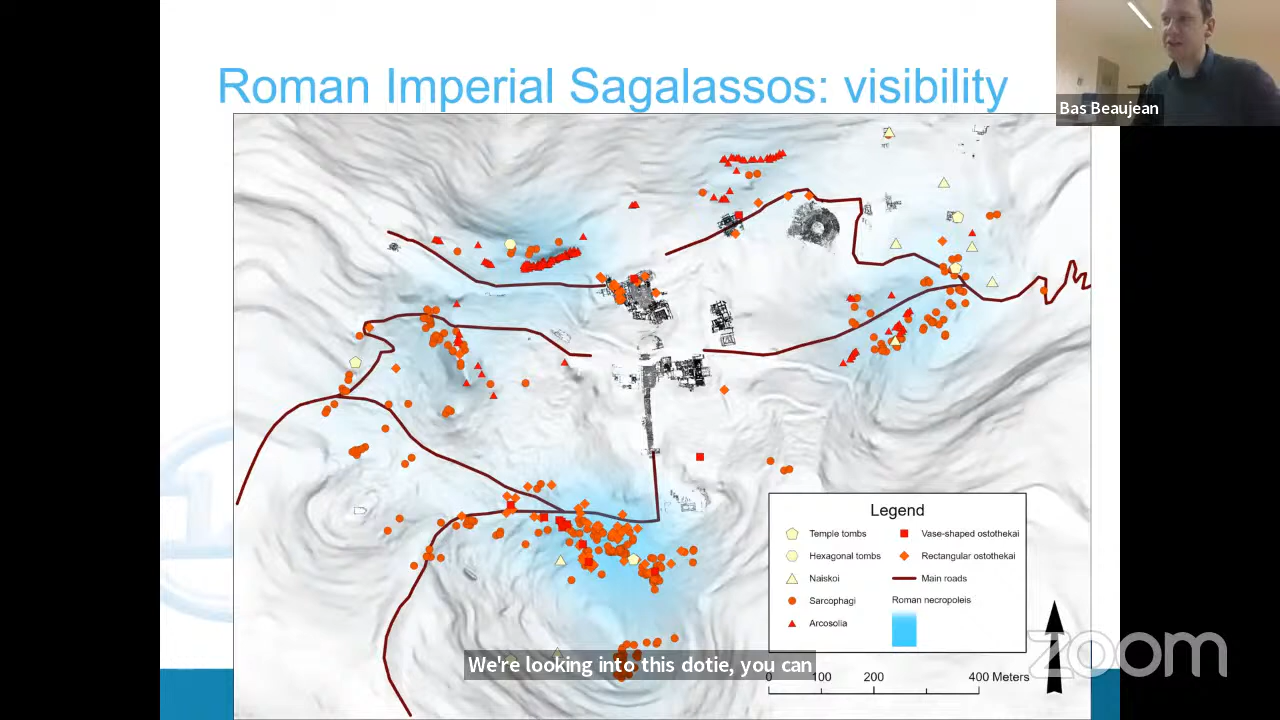 Roman Imperial Sagalassos: visibility
Bas Beaujean
Legend
Temple tombs
Hexagonal tombs
Naiskoi
Sarcophagi
Arcosolia
Vase-shaped ostothekai
Rectangular ostothekai
Main roads
Roman necropoleis
We're looking into this dotie, you can
0 100 200 400 Meters
zoom